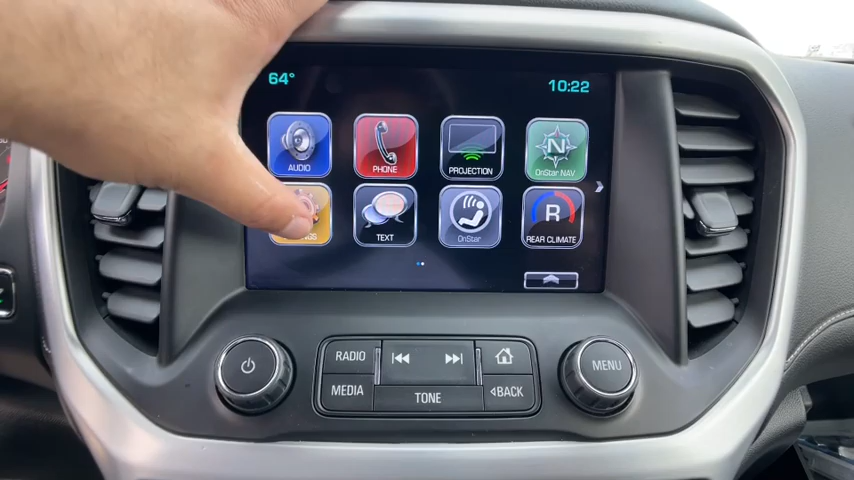 64° 10:22
AUDIO PHONE PROJECTION N OnStar NAV
TEXT OnStar R REAR CLIMATE
RADIO
MENU
MEDIA TONE BACK